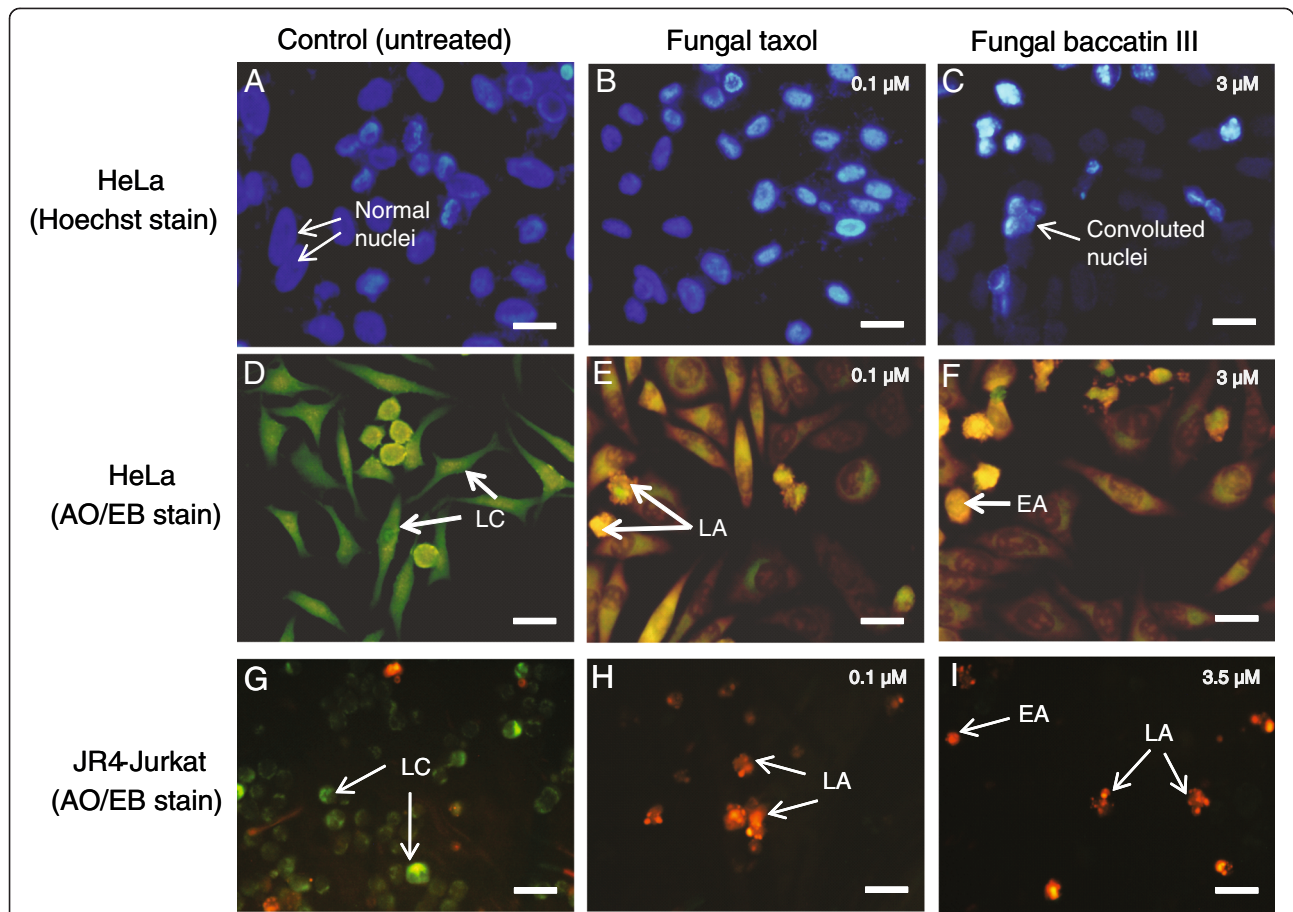 Control (untreated)
Fungal taxol
Fungal baccatin III
HeLa
(Hoechst stain)
A
Normal
nuclei
B
0.1 µM
C
3 µM
Convoluted
nuclei
HeLa
(AO/EB stain)
D
LC
E
0.1 µM
LA
F
3 µM
EA
JR4-Jurkat
(AO/EB stain)
G
LC
H
0.1 µM
LA
I
3.5 µM
EA
LA